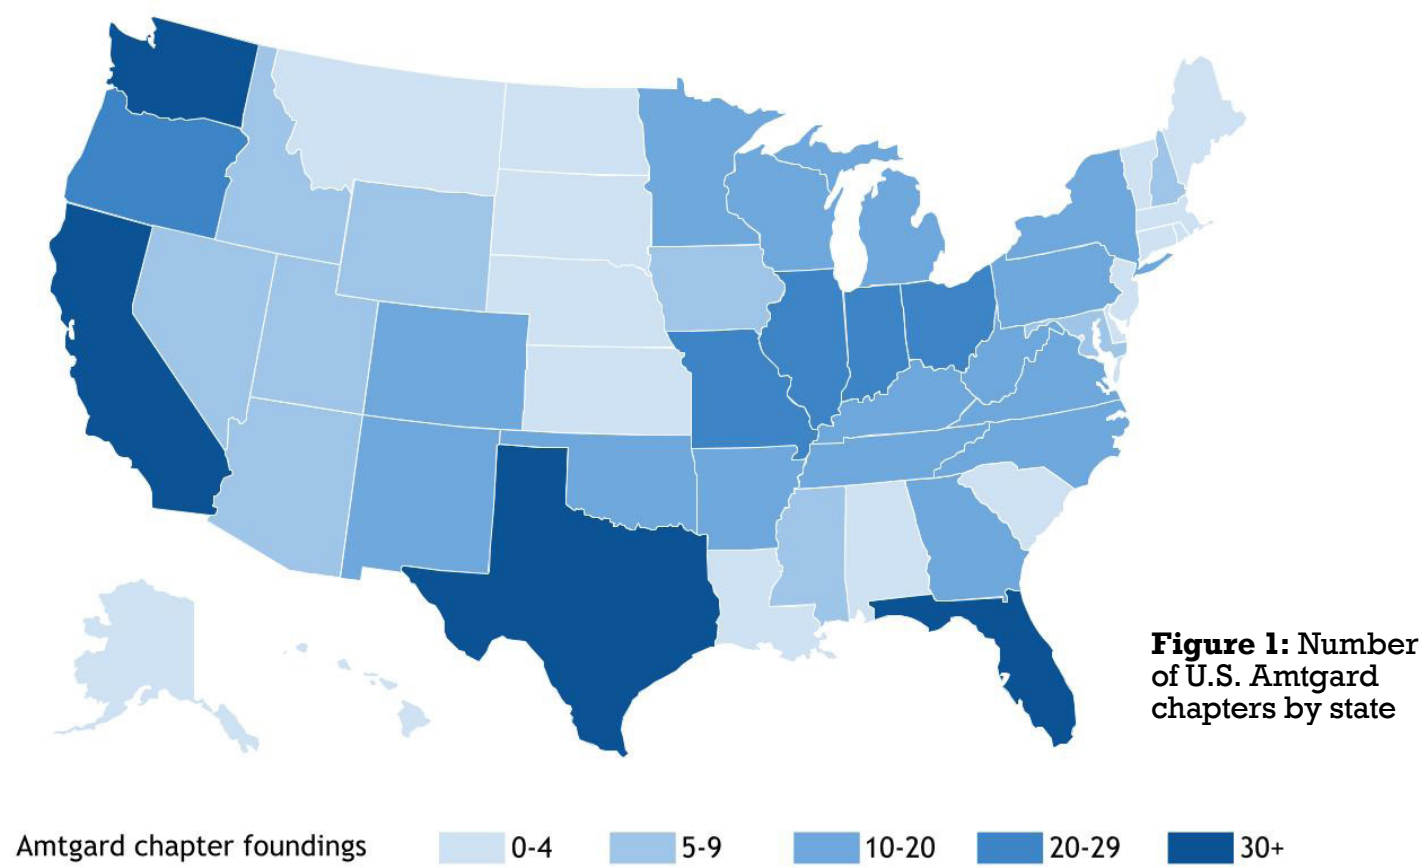 Figure 1: Number
of U.S. Amtgard
chapters by state
Amtgard chapter foundings 0-4 5-9 10-20 20-29 30+